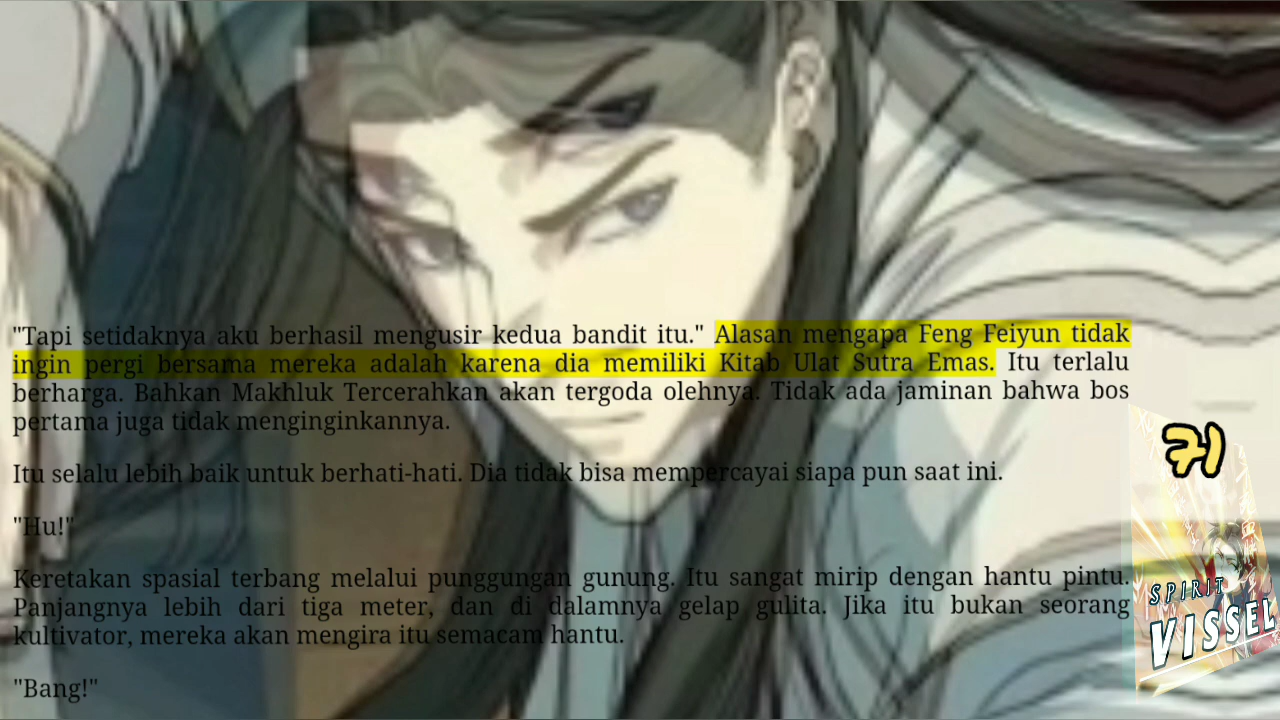 "Tapi setidaknya aku berhasil mengusir kedua bandit itu." Alasan mengapa Feng Feiyun tidak
ingin pergi bersama mereka adalah karena dia memiliki Kitab Ulat Sutra Emas. Itu terlalu
berharga. Bahkan Makhluk Tercerahkan akan tergoda olehnya. Tidak ada jaminan bahwa bos
pertama juga tidak menginginkannya.
Itu selalu lebih baik untuk berhati-hati. Dia tidak bisa mempercayai siapa pun saat ini.
"Hu!"
Keretakan spasial terbang melalui punggungan gunung. Itu sangat mirip dengan hantu pintu.
Panjangnya lebih dari tiga meter, dan di dalamnya gelap gulita. Jika itu bukan seorang
kultivator, mereka akan mengira itu semacam hantu.
"Bang!"
71
SPIRIT
VISSEL